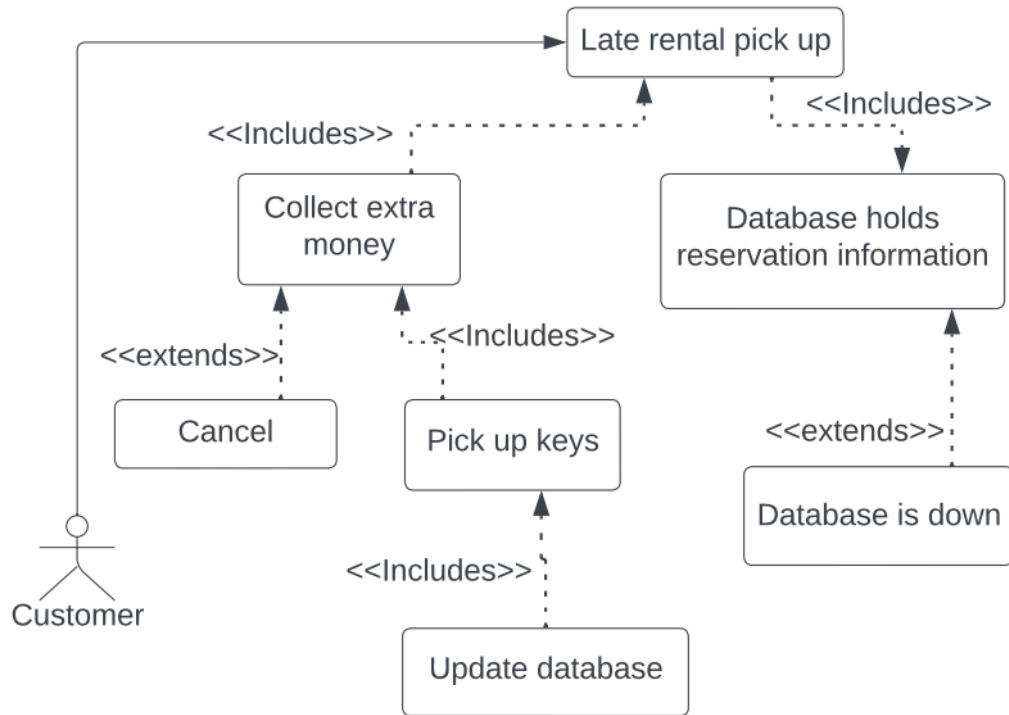 Late rental pick up
<<Includes>>
<<Includes>>
Collect extra
money
Database holds
reservation information
<<extends>>
<<Includes>>
Cancel
Pick up keys
<<extends>>
Database is down
<<Includes>>
Customer
Update database